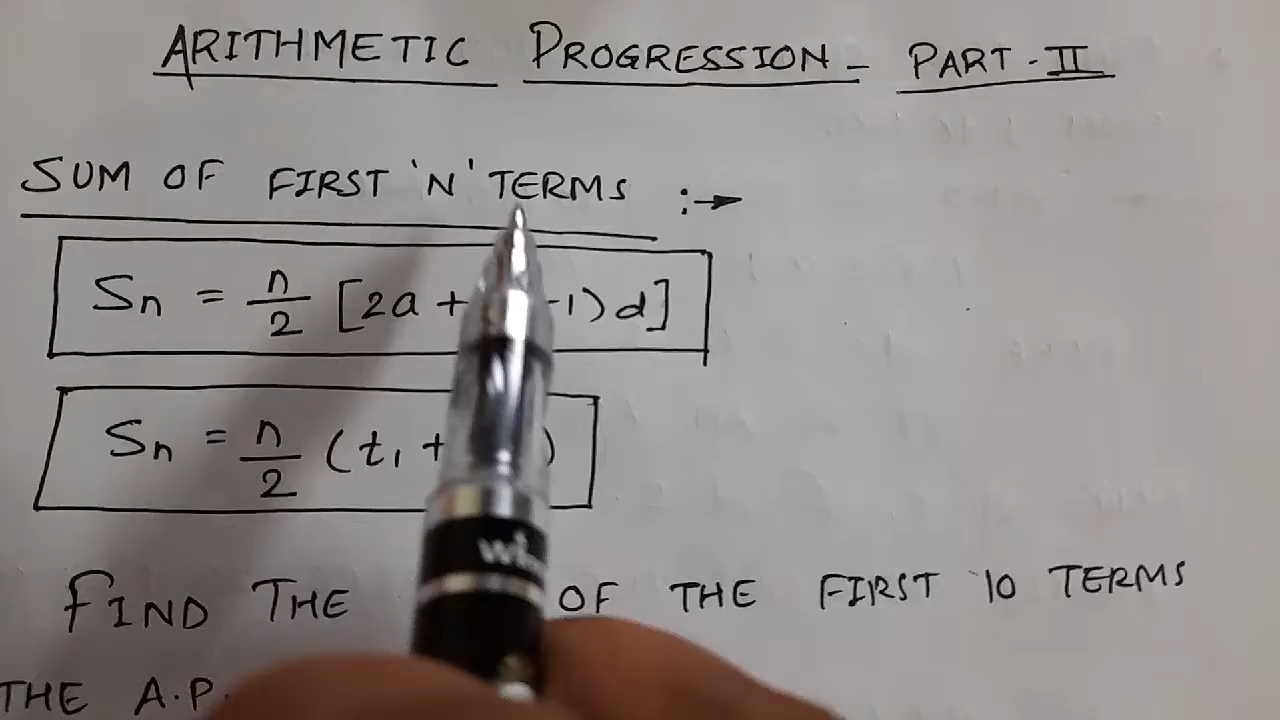 ARITHMETIC PROGRESSION - PART - II
SUM OF FIRST 'N' TERMS :→
Sn = n/2 [2a + -1)d]
Sn = n/2 (t1 + )
FIND THE OF THE FIRST 10 TERMS
THE A.P.